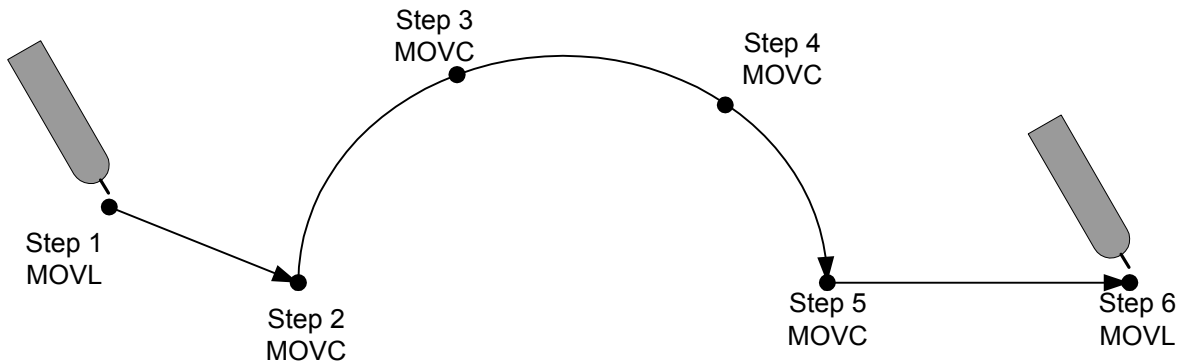 Step 1
MOVL
Step 2
MOVC
Step 3
MOVC
Step 4
MOVC
Step 5
MOVC
Step 6
MOVL